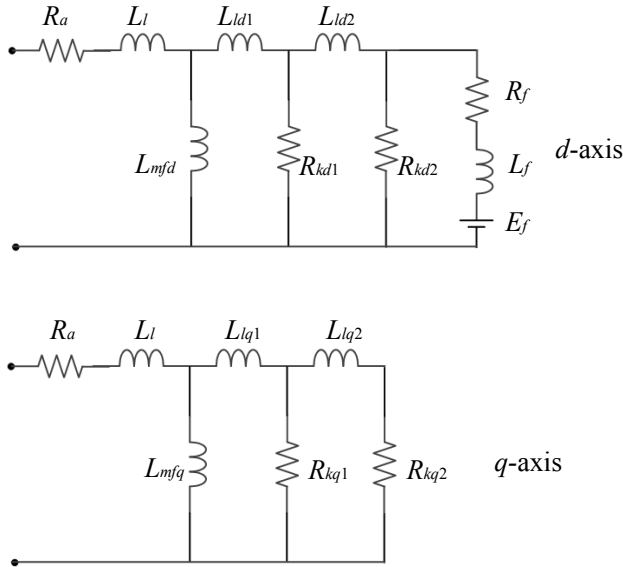 Ra Ll Lld1 Lld2
Rf
Lmfd Rkd1 Rkd2 Lf d-axis
Ef
Ra Ll Llq1 Llq2
Lmfq Rkq1 Rkq2 q-axis